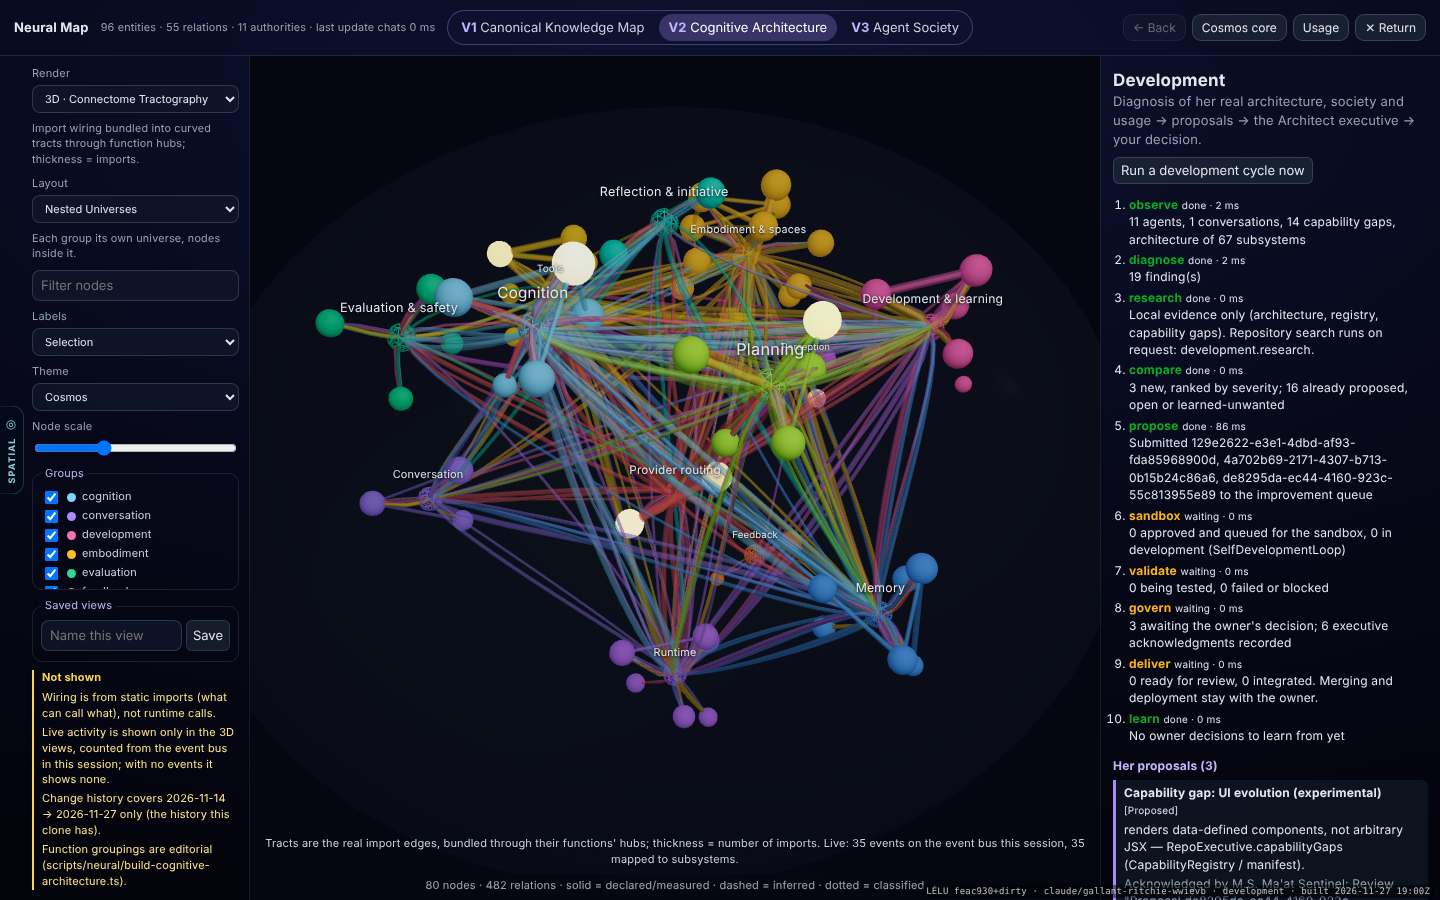 Neural Map
96 entities · 55 relations · 11 authorities · last update chats 0 ms
V1 Canonical Knowledge Map
V2 Cognitive Architecture
V3 Agent Society
← Back
Cosmos core
Usage
✕ Return
SPATIAL ◎
Render
3D · Connectome Tractography
Import wiring bundled into curved
tracts through function hubs;
thickness = imports.
Layout
Nested Universes
Each group its own universe, nodes
inside it.
Filter nodes
Labels
Selection
Theme
Cosmos
Node scale
Groups
cognition
conversation
development
embodiment
evaluation
Saved views
Name this view
Save
Not shown
Wiring is from static imports (what
can call what), not runtime calls.
Live activity is shown only in the 3D
views, counted from the event bus
in this session; with no events it
shows none.
Change history covers 2026-11-14
→ 2026-11-27 only (the history this
clone has).
Function groupings are editorial
(scripts/neural/build-cognitive-
architecture.ts).
Reflection & initiative
Embodiment & spaces
Tools
Cognition
Evaluation & safety
Development & learning
Planning
Conversation
Provider routing
Feedback
Memory
Runtime
Tracts are the real import edges, bundled through their functions' hubs; thickness = number of imports. Live: 35 events on the event bus this session, 35
mapped to subsystems.
80 nodes · 482 relations · solid = declared/measured · dashed = inferred · dotted = classified
Development
Diagnosis of her real architecture, society and
usage → proposals → the Architect executive →
your decision.
Run a development cycle now
1. observe done · 2 ms
11 agents, 1 conversations, 14 capability gaps,
architecture of 67 subsystems
2. diagnose done · 2 ms
19 finding(s)
3. research done · 0 ms
Local evidence only (architecture, registry,
capability gaps). Repository search runs on
request: development.research.
4. compare done · 0 ms
3 new, ranked by severity; 16 already proposed,
open or learned-unwanted
5. propose done · 86 ms
Submitted 129e2622-e3e1-4dbd-af93-
fda85968900d, 4a702b69-2171-4307-b713-
0b15b24c86a6, de8295da-ec44-4160-923c-
55c813955e89 to the improvement queue
6. sandbox waiting · 0 ms
0 approved and queued for the sandbox, 0 in
development (SelfDevelopmentLoop)
7. validate waiting · 0 ms
0 being tested, 0 failed or blocked
8. govern waiting · 0 ms
3 awaiting the owner's decision; 6 executive
acknowledgments recorded
9. deliver waiting · 0 ms
0 ready for review, 0 integrated. Merging and
deployment stay with the owner.
10. learn done · 0 ms
No owner decisions to learn from yet
Her proposals (3)
Capability gap: UI evolution (experimental)
[Proposed]
renders data-defined components, not arbitrary
JSX — RepoExecutive.capabilityGaps
(CapabilityRegistry / manifest).
Acknowledged by M.S. Ma'at Sentinel: Review
LÉLU feac930+dirty · claude/gallant-ritchie-wwievb · development · built 2026-11-27 19:00Z